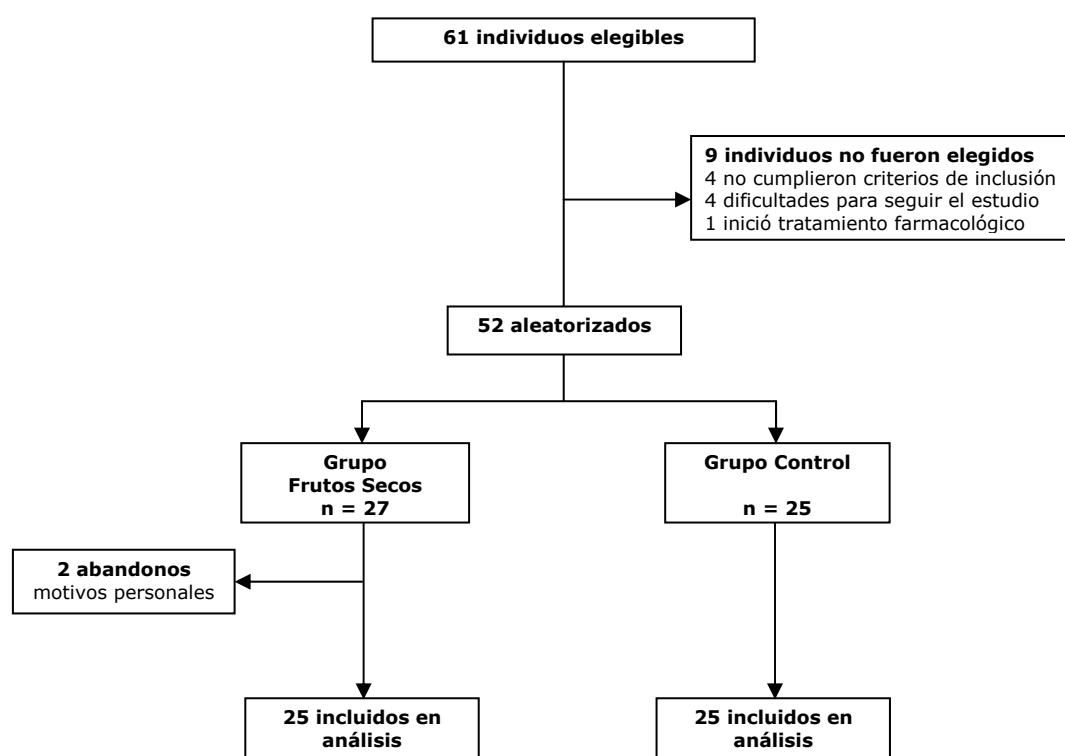 61 individuos elegibles
9 individuos no fueron elegidos
4 no cumplieron criterios de inclusión
4 dificultades para seguir el estudio
1 inició tratamiento farmacológico
52 aleatorizados
Grupo
Frutos Secos
n = 27
Grupo Control
n = 25
2 abandonos
motivos personales
25 incluidos en
análisis
25 incluidos en
análisis